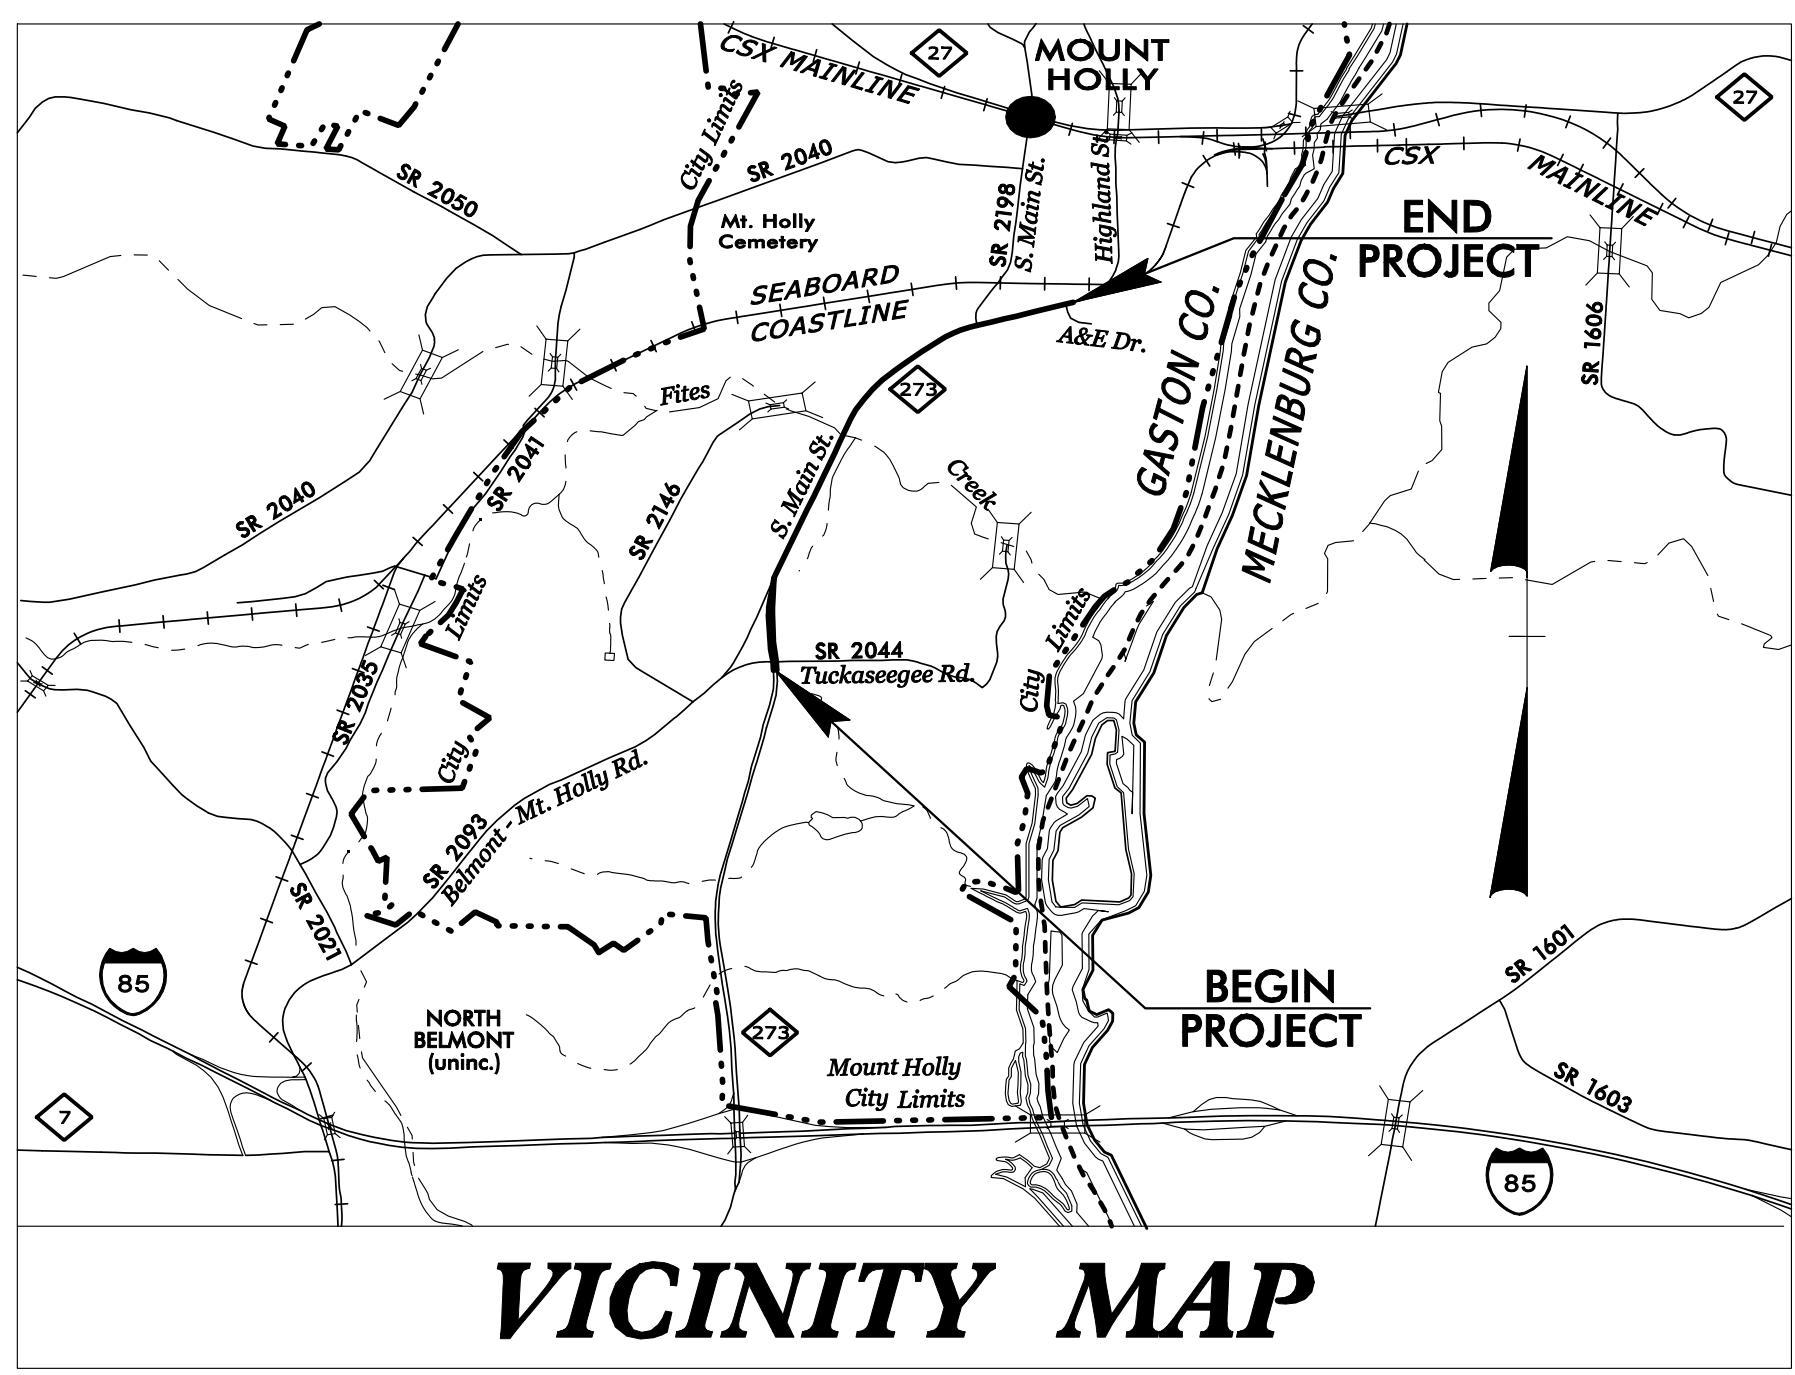 CSX MAINLINE
27
MOUNT
HOLLY
27
City Limits
SR 2040
SR 2050
SR 2198
S. Main St.
Highland St.
CSX
MAINLINE
Mt. Holly
Cemetery
END
PROJECT
SEABOARD
COASTLINE
A&E Dr.
GASTON CO.
MECKLENBURG CO.
SR 1606
Fites
273
SR 2041
SR 2040
SR 2146
S. Main St.
Creek
Limits
City
SR 2044
Tuckaseegee Rd.
Limits
City
SR 2035
SR 2093
Belmont - Mt. Holly Rd.
SR 2021
85
NORTH
BELMONT
(uninc.)
273
BEGIN
PROJECT
SR 1601
SR 1603
Mount Holly
City Limits
7
85
VICINITY MAP